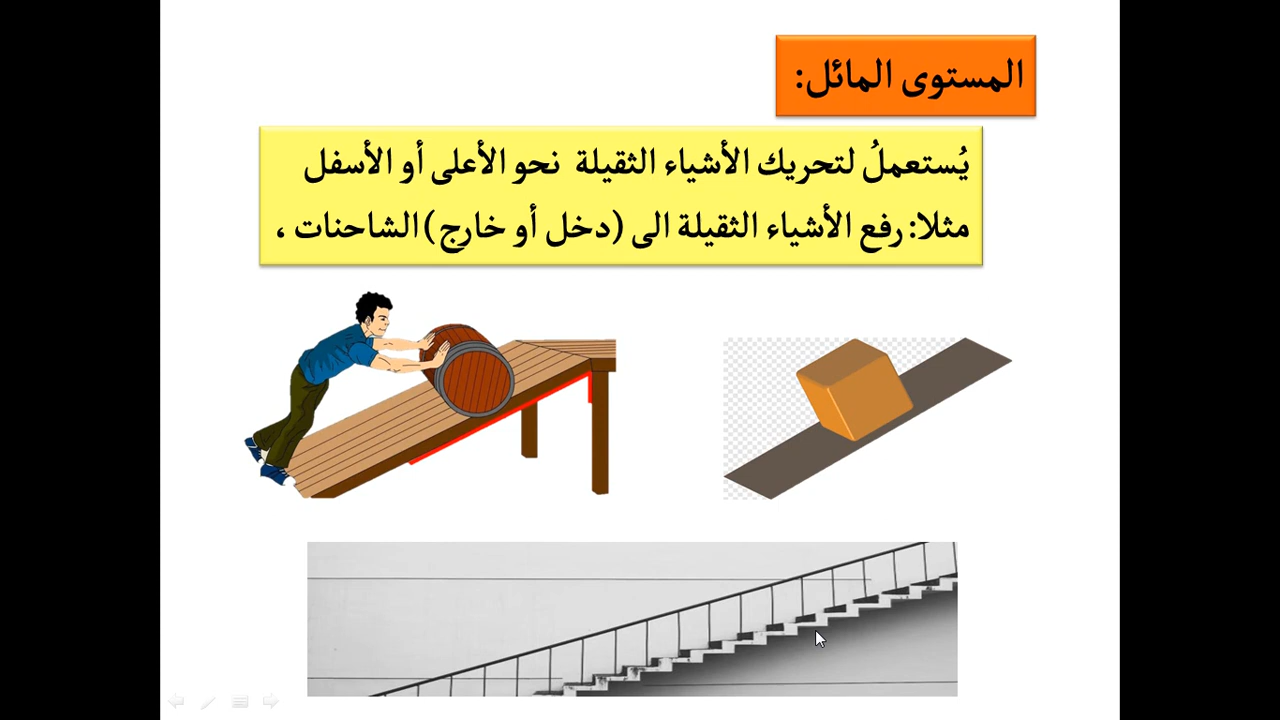 المستوى المائل:
يُستعملُ لتحريك الأشياء الثقيلة نحو الأعلى أو الأسفل
مثلا: رفع الأشياء الثقيلة الى (دخل أو خارج) الشاحنات ،